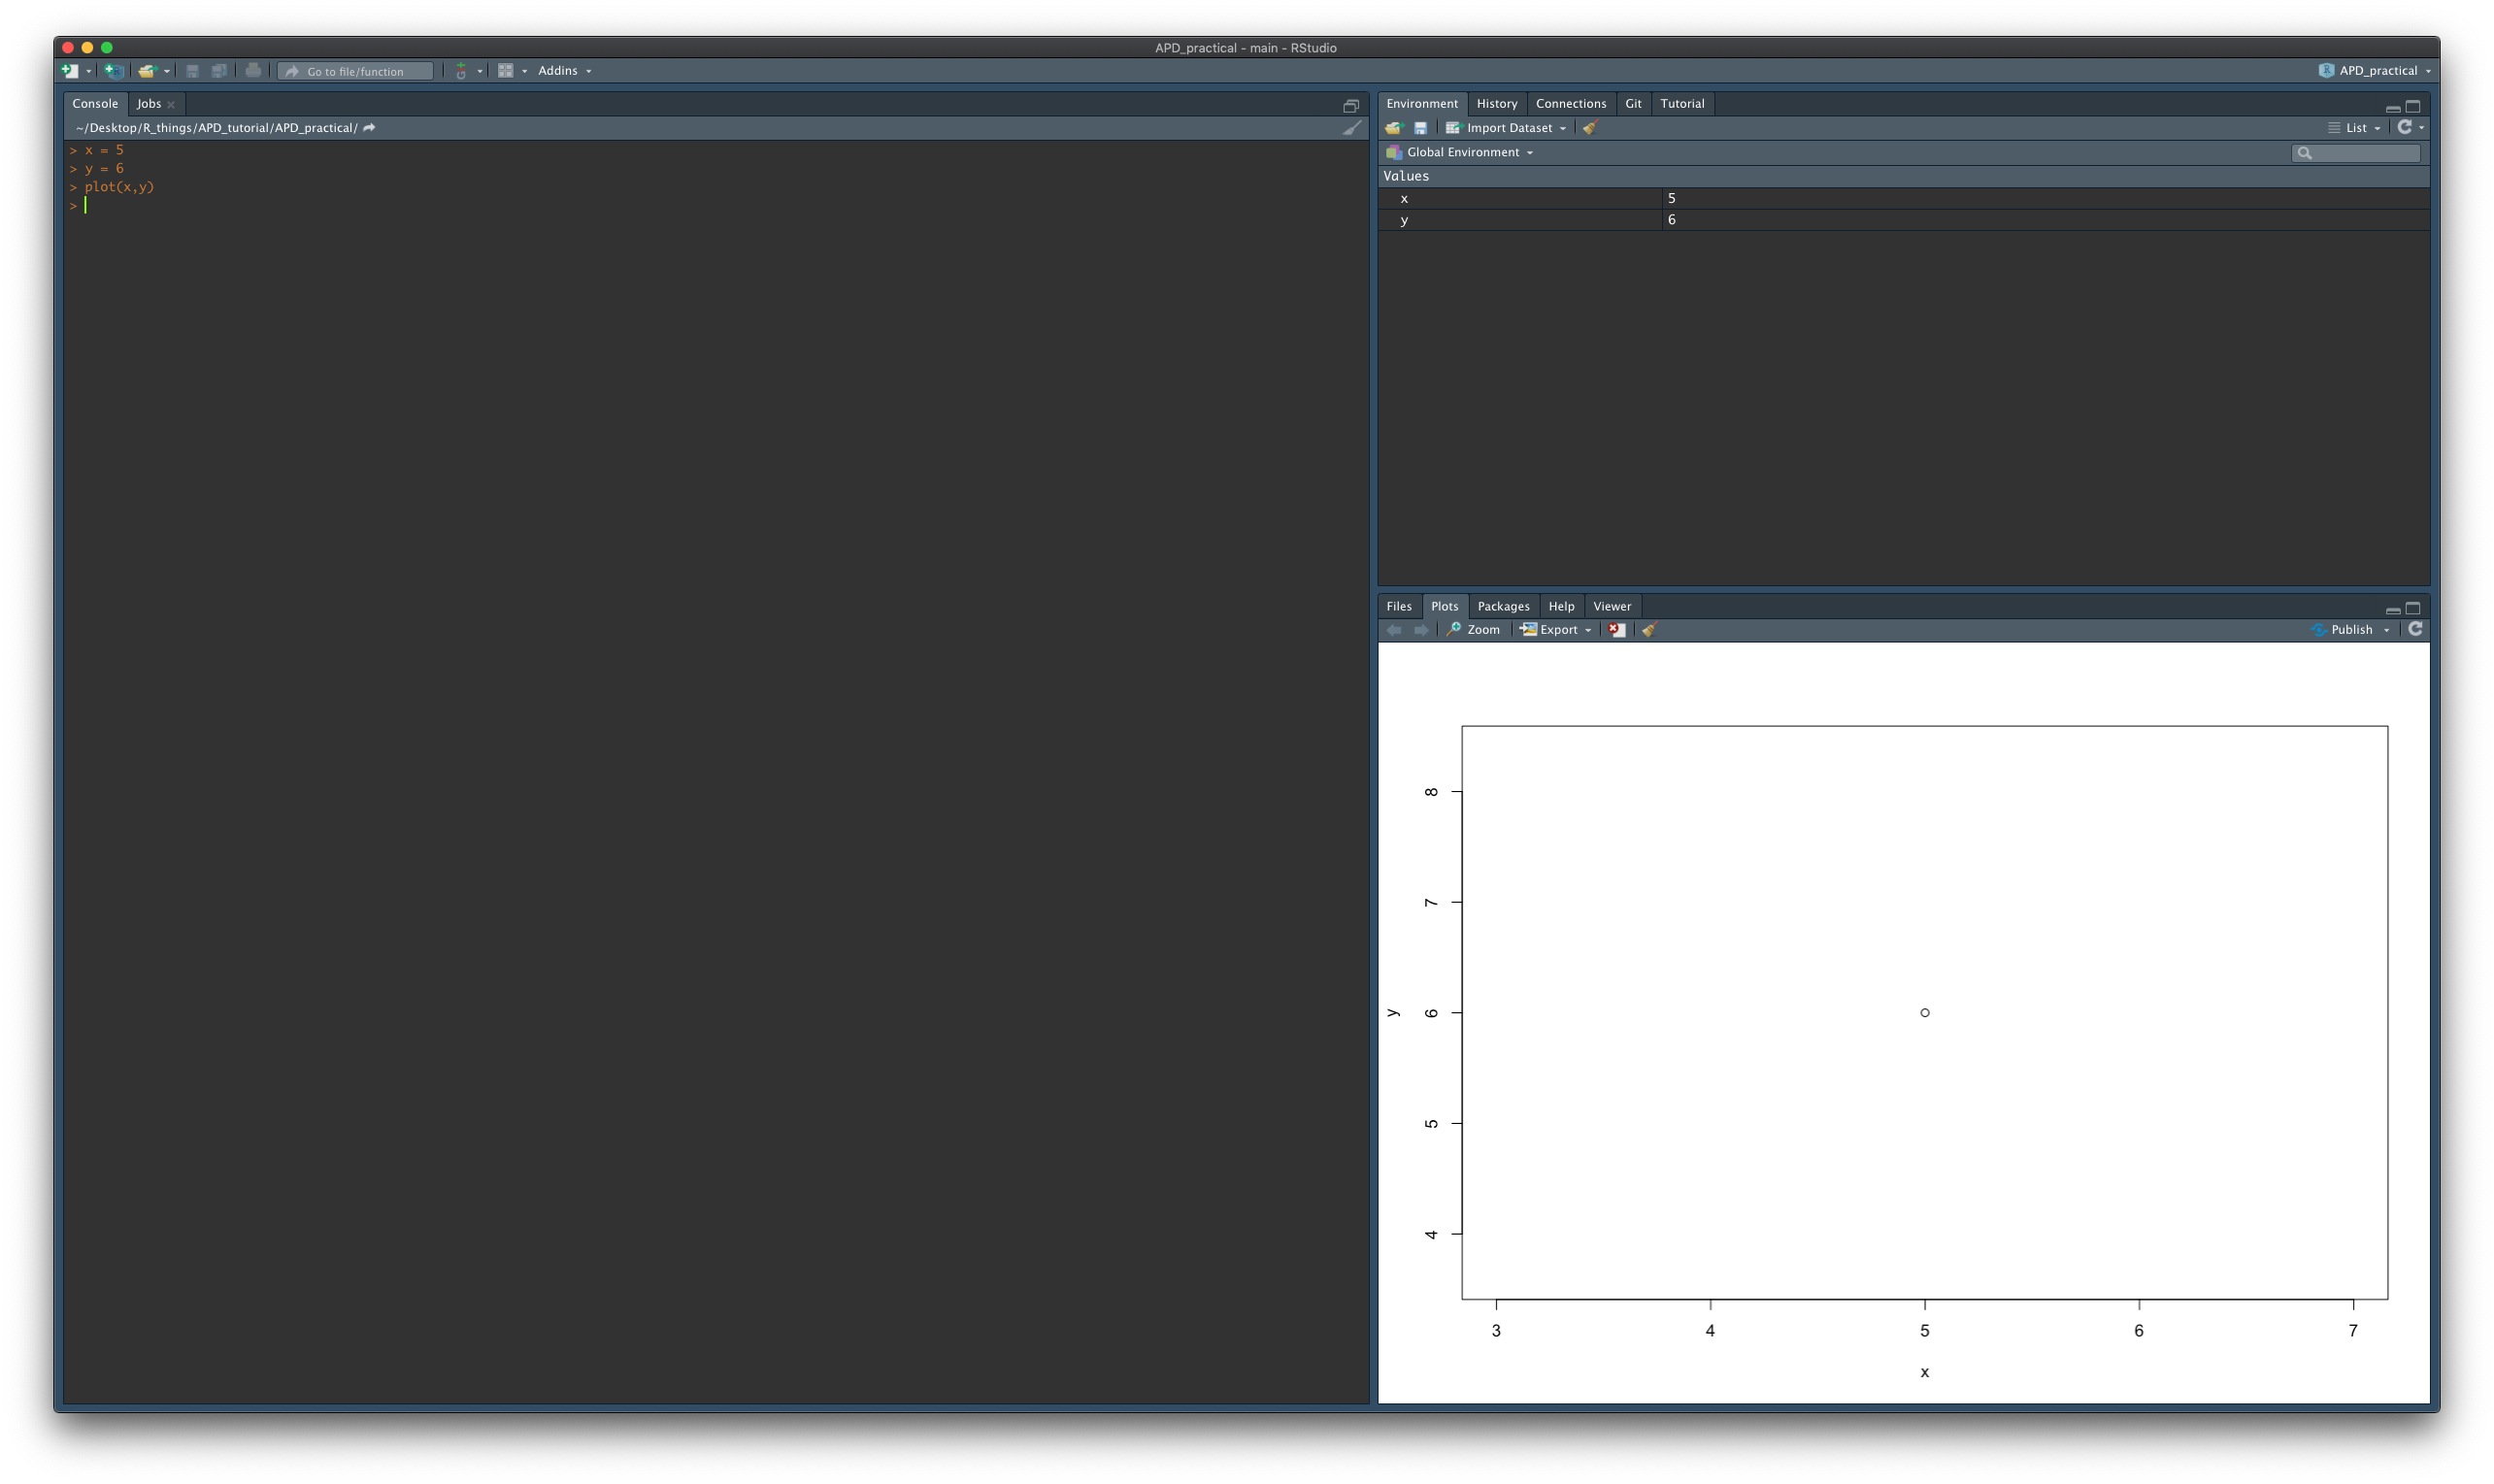 APD_practical - main - RStudio
Go to file/function Addins APD_practical
Console Jobs
~/Desktop/R_things/APD_tutorial/APD_practical/
> x = 5
> y = 6
> plot(x,y)
>
Environment History Connections Git Tutorial
Import Dataset List
Global Environment
Values
x 5
y 6
Files Plots Packages Help Viewer
Zoom Export Publish
8
7
6
5
4
y
3 4 5 6 7
x